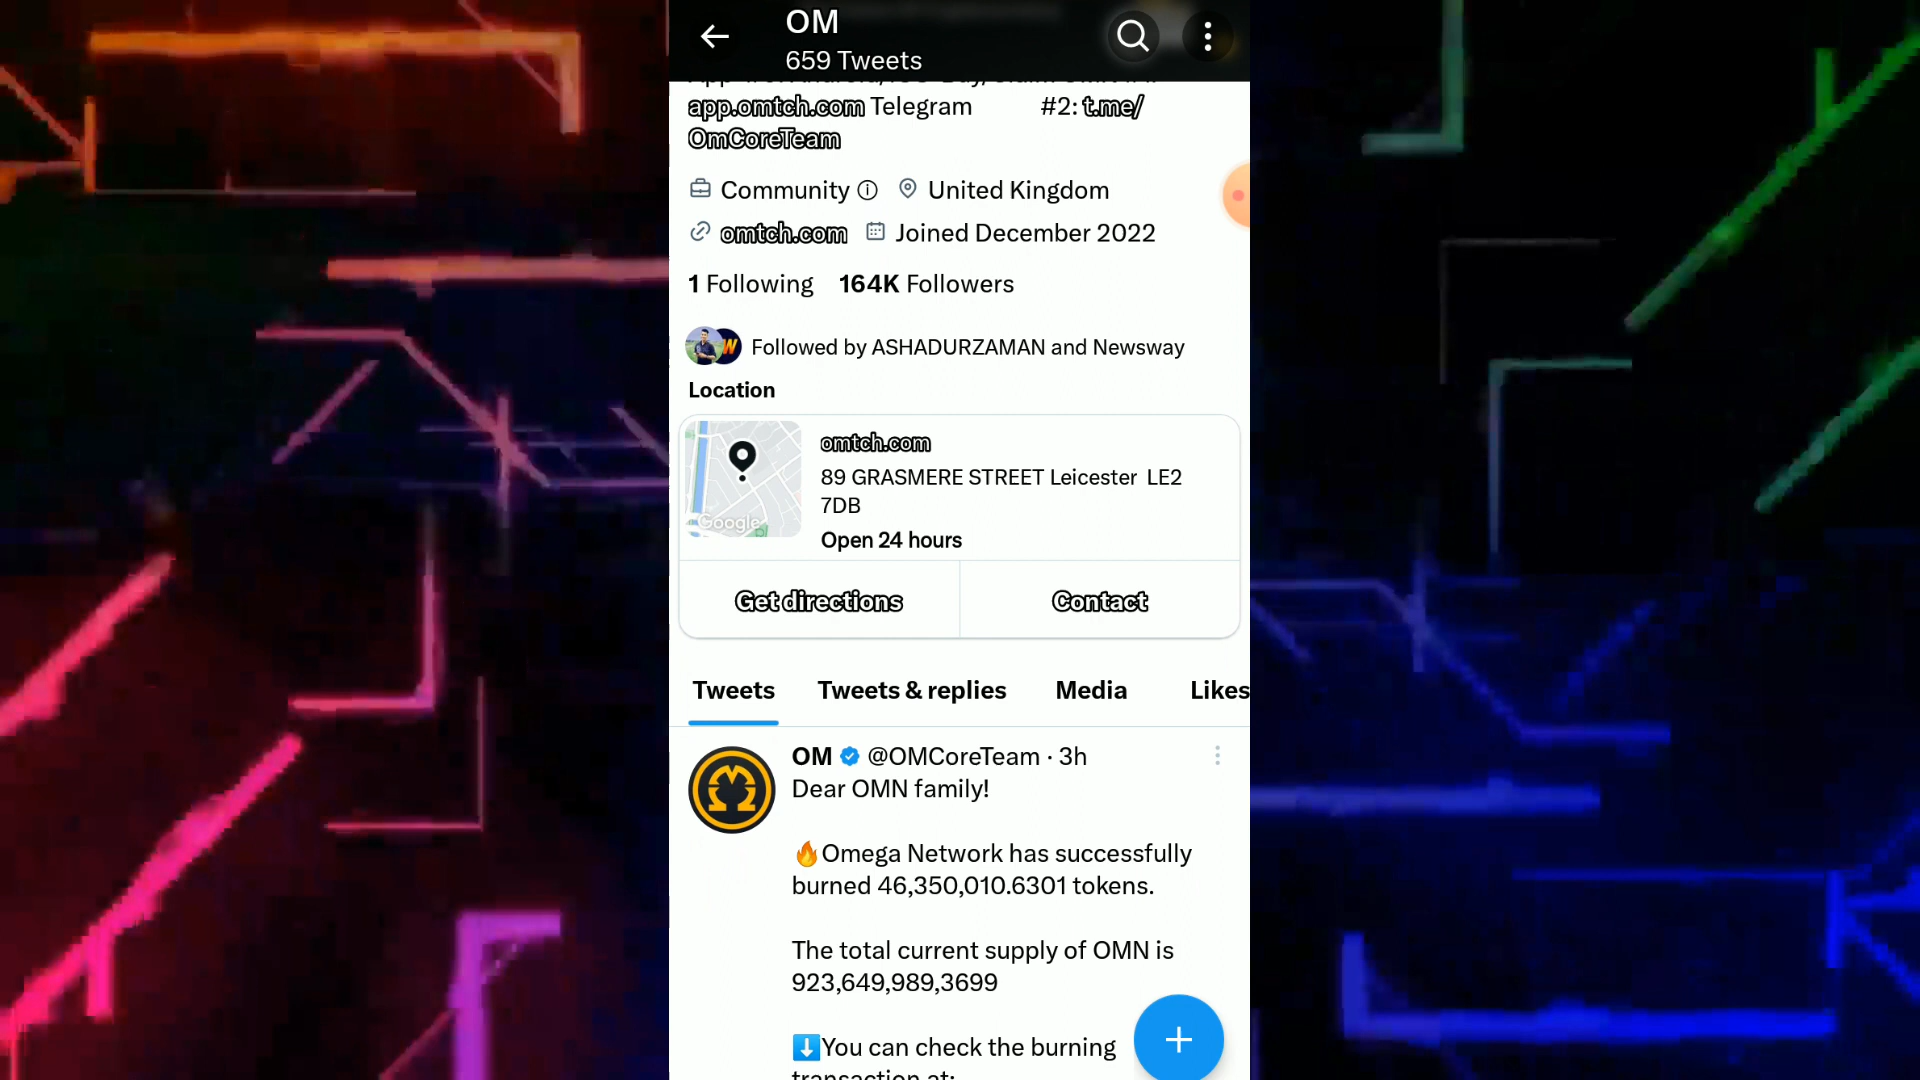 OM
659 Tweets
app.omtch.com Telegram #2: t.me/
OmCoreTeam
Community United Kingdom
omtch.com Joined December 2022
1 Following 164K Followers
W Followed by ASHADURZAMAN and Newsway
Location
omtch.com
89 GRASMERE STREET Leicester LE2
7DB
Open 24 hours
Google
Get directions Contact
Tweets Tweets & replies Media Likes
OM @OMCoreTeam · 3h
Dear OMN family!
🔥Omega Network has successfully
burned 46,350,010.6301 tokens.
The total current supply of OMN is
923,649,989,3699
⬇️You can check the burning
transaction at: